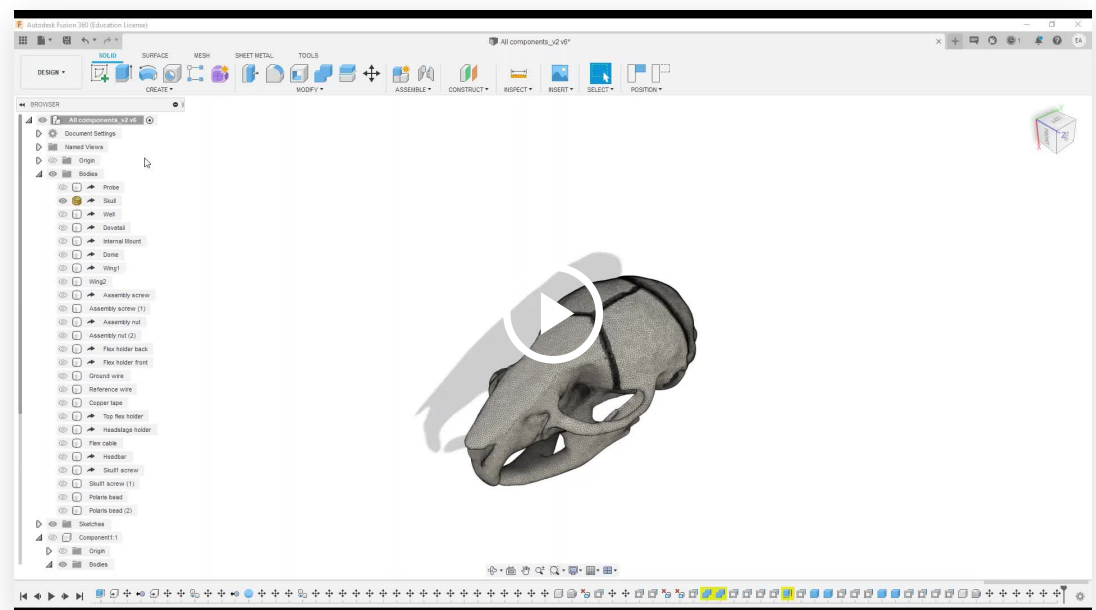 Autodesk Fusion 360 (Education License)
All components_v2 v6*
1
EA
SOLID SURFACE MESH SHEET METAL TOOLS
DESIGN
CREATE MODIFY ASSEMBLE CONSTRUCT INSPECT INSERT SELECT POSITION
BROWSER
All components_v2 v6
Document Settings
Named Views
Origin
Bodies
Probe
Skull
Well
Dovetail
Internal Mount
Dome
Wing1
Wing2
Assembly screw
Assembly screw (1)
Assembly nut
Assembly nut (2)
Flex holder back
Flex holder front
Ground wire
Reference wire
Copper tape
Top flex holder
Headstage holder
Flex cable
Headbar
Skull1 screw
Skull1 screw (1)
Polaris bead
Polaris bead (2)
Sketches
Component1:1
Origin
Bodies